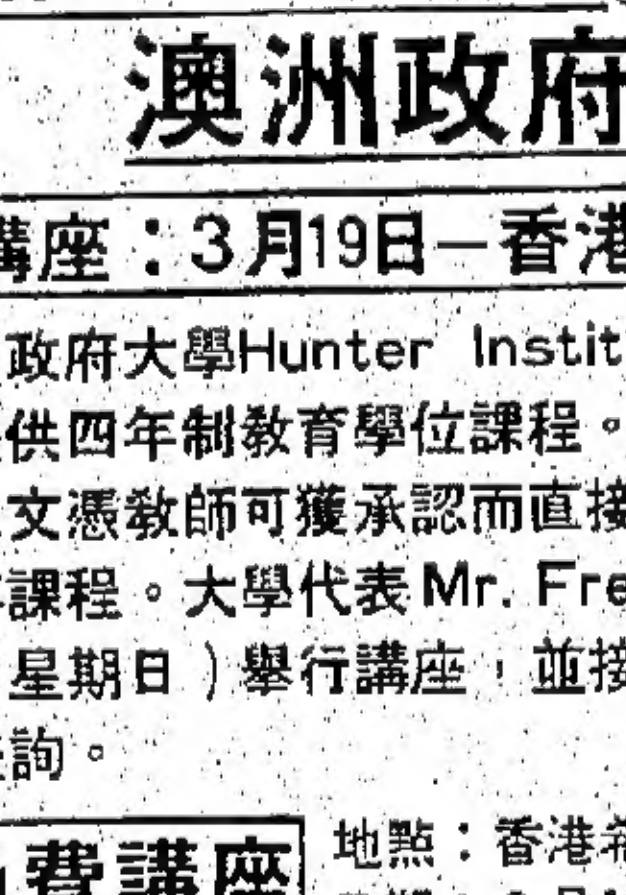 澳洲政府
講座：3月19日－香港
政府大學Hunter Instit
供四年制教育學位課程。
文憑教師可獲承認而直接
課程。大學代表Mr. Fre
星期日）舉行講座，並接
詢。
費講座
地點：香港希